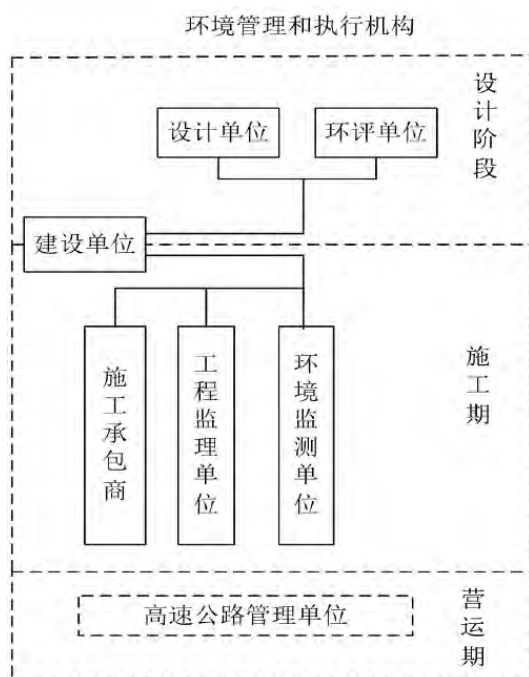 环境管理和执行机构
设计阶段
设计单位
环评单位
建设单位
施工期
施工承包商
工程监理单位
环境监测单位
营运期
高速公路管理单位